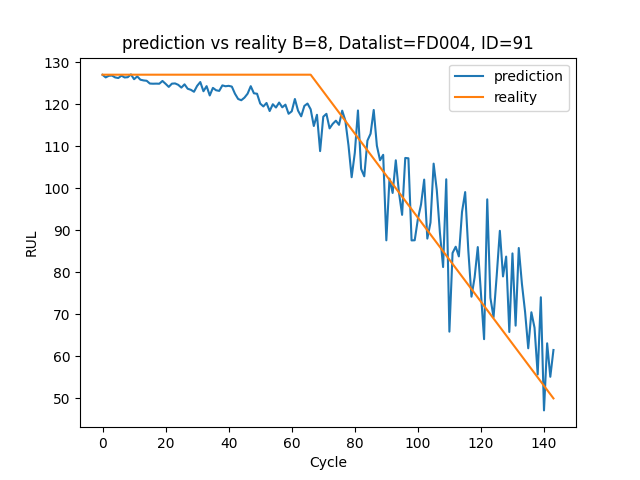 prediction vs reality B=8, Datalist=FD004, ID=91
prediction
reality
130
120
110
100
90
80
70
60
50
RUL
0 20 40 60 80 100 120 140
Cycle